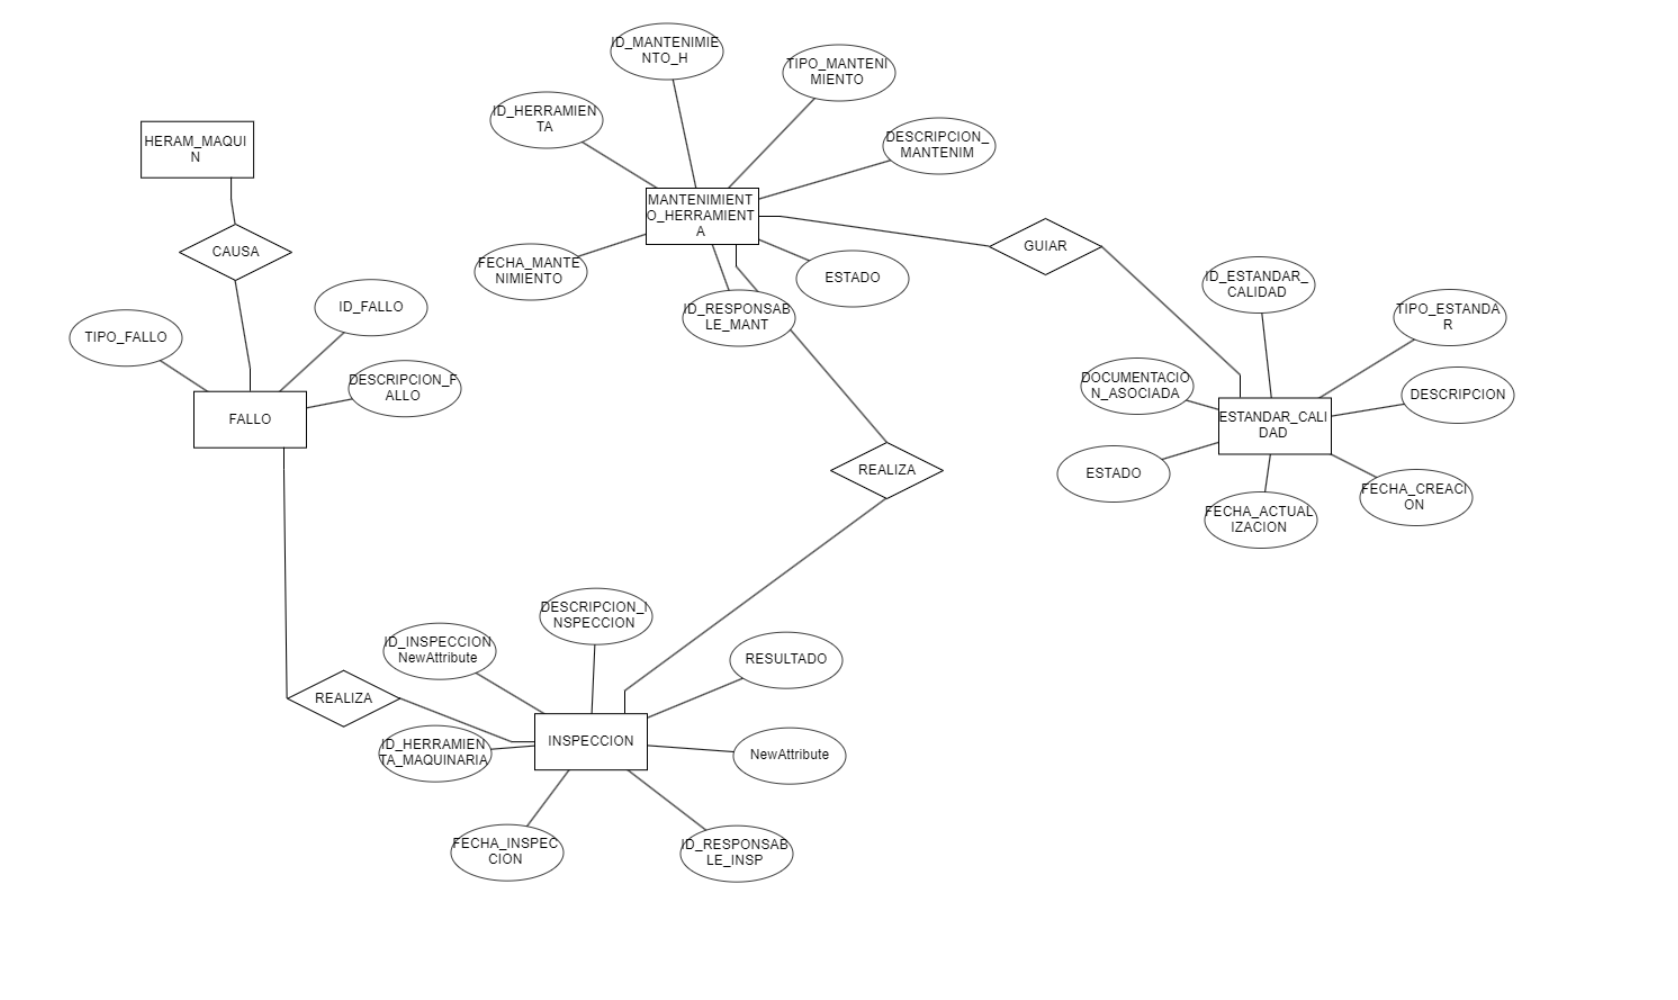 ID_MANTENIMIE
NTO_H
TIPO_MANTENI
MIENTO
ID_HERRAMIEN
TA
DESCRIPCION_
MANTENIM
HERAM_MAQUI
N
MANTENIMIENT
O_HERRAMIENT
A
CAUSA
GUIAR
FECHA_MANTE
NIMIENTO
ESTADO
ID_ESTANDAR_
CALIDAD
ID_FALLO
ID_RESPONSAB
LE_MANT
TIPO_ESTANDA
R
TIPO_FALLO
DESCRIPCION_F
ALLO
DOCUMENTACIO
N_ASOCIADA
DESCRIPCION
FALLO
ESTANDAR_CALI
DAD
REALIZA
ESTADO
FECHA_CREACI
ON
FECHA_ACTUAL
IZACION
DESCRIPCION_I
NSPECCION
ID_INSPECCION
NewAttribute
RESULTADO
REALIZA
INSPECCION
ID_HERRAMIEN
TA_MAQUINARIA
NewAttribute
FECHA_INSPEC
CION
ID_RESPONSAB
LE_INSP